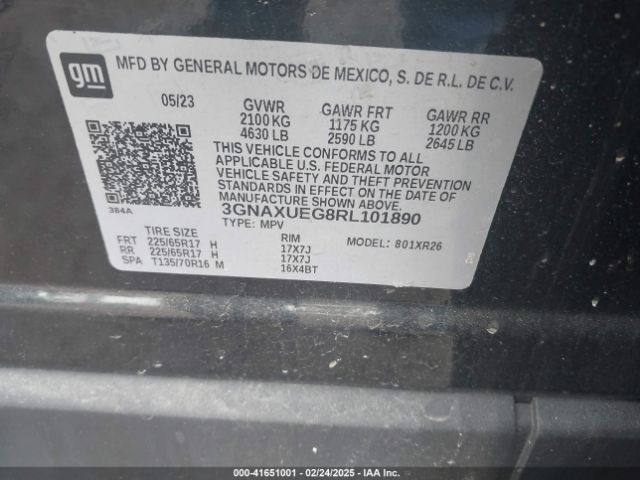 gm
MFD BY GENERAL MOTORS DE MEXICO, S. DE R.L. DE C.V.
05/23 GVWR GAWR FRT GAWR RR
2100 KG 1175 KG 1200 KG
4630 LB 2590 LB 2645 LB
THIS VEHICLE CONFORMS TO ALL
APPLICABLE U.S. FEDERAL MOTOR
VEHICLE SAFETY AND THEFT PREVENTION
STANDARDS IN EFFECT ON THE DATE OF
MANUFACTURE SHOWN ABOVE.
384A 3GNAXUEG8RL101890
TYPE: MPV
TIRE SIZE RIM MODEL: 801XR26
FRT 225/65R17 H 17X7J
RR 225/65R17 H 17X7J
SPA T135/70R16 M 16X4BT
000-41651001 - 02/24/2025 - IAA Inc.